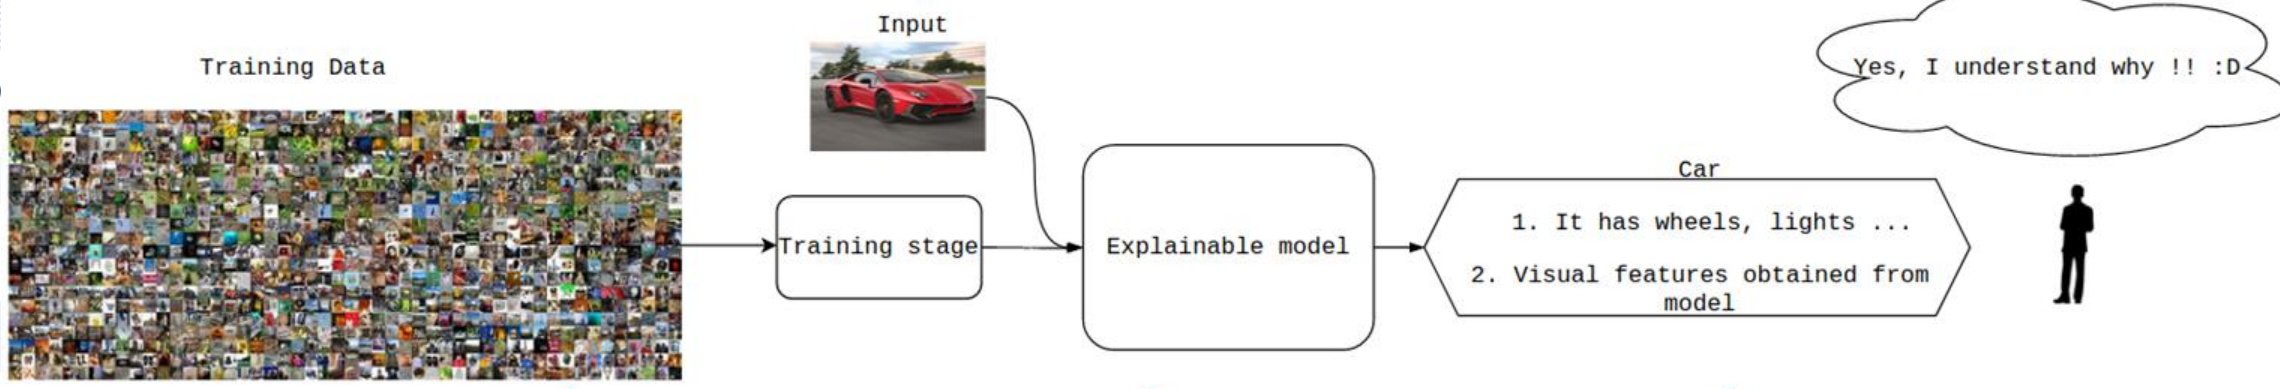 Input
Training Data
Yes, I understand why !! :D
Car
1. It has wheels, lights ...
Training stage
Explainable model
2. Visual features obtained from
model